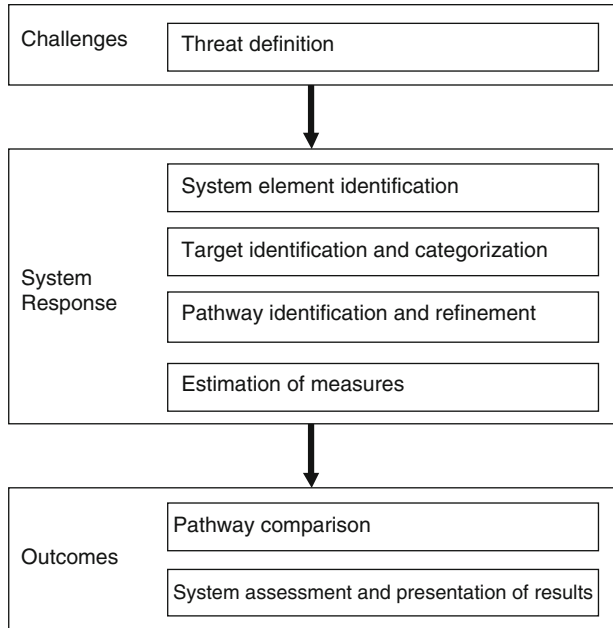 Challenges
Threat definition
System
Response
System element identification
Target identification and categorization
Pathway identification and refinement
Estimation of measures
Outcomes
Pathway comparison
System assessment and presentation of results